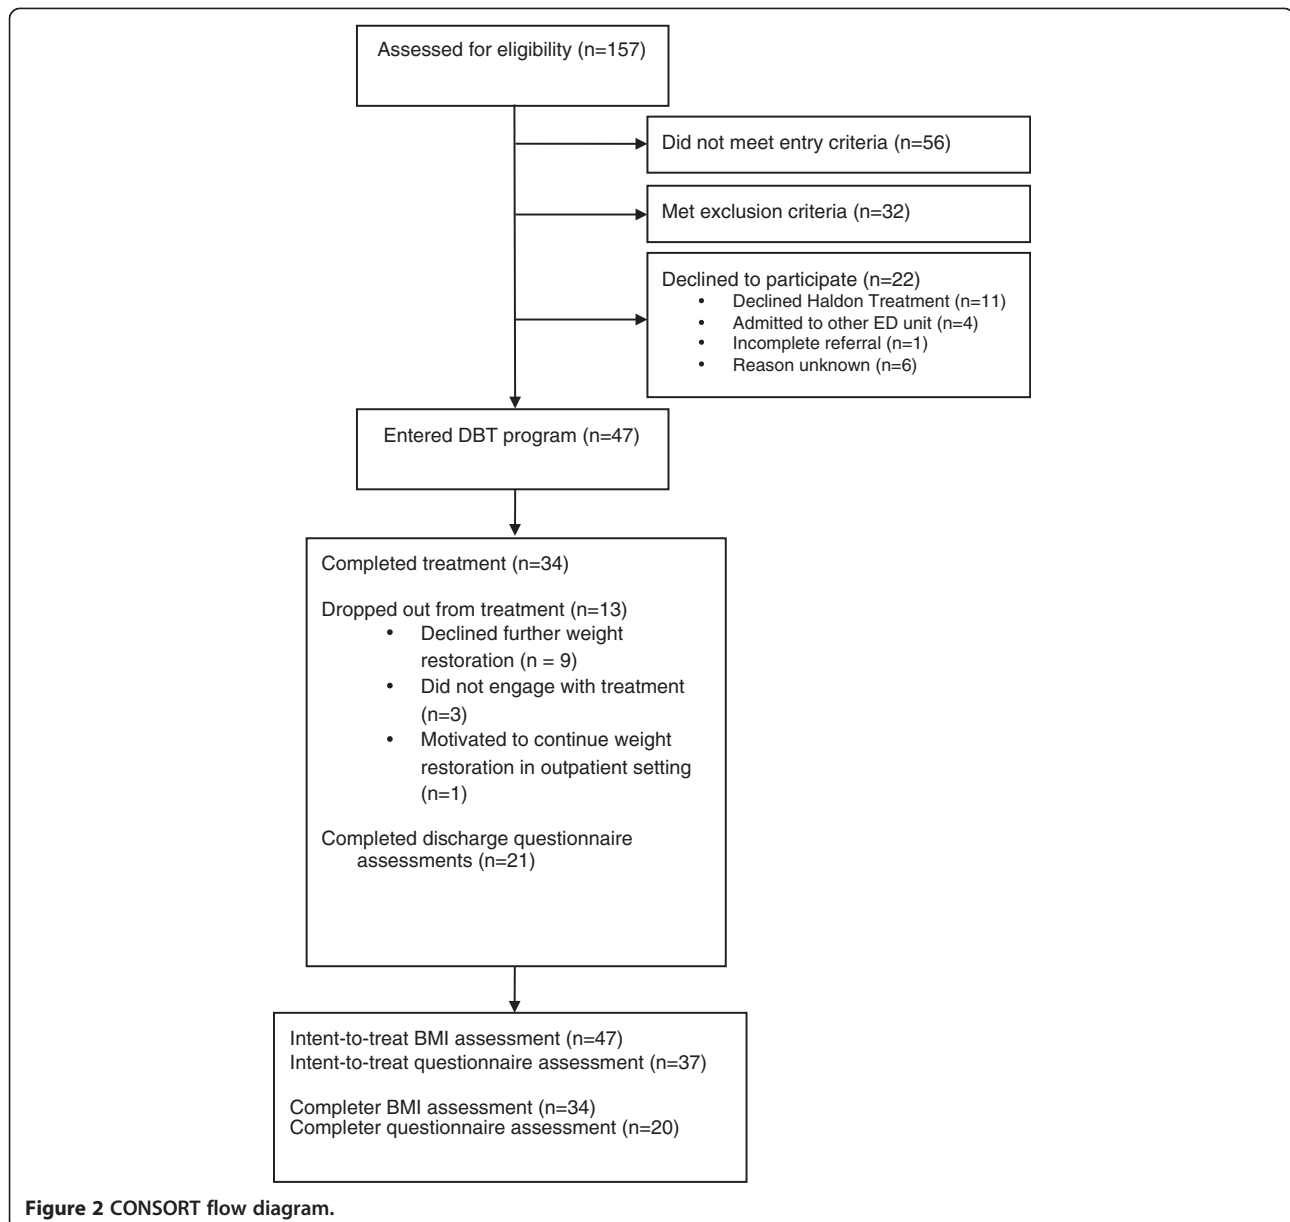 Assessed for eligibility (n=157)
Did not meet entry criteria (n=56)
Met exclusion criteria (n=32)
Declined to participate (n=22)
• Declined Haldon Treatment (n=11)
• Admitted to other ED unit (n=4)
• Incomplete referral (n=1)
• Reason unknown (n=6)
Entered DBT program (n=47)
Completed treatment (n=34)
Dropped out from treatment (n=13)
• Declined further weight
restoration (n = 9)
• Did not engage with treatment
(n=3)
• Motivated to continue weight
restoration in outpatient setting
(n=1)
Completed discharge questionnaire
assessments (n=21)
Intent-to-treat BMI assessment (n=47)
Intent-to-treat questionnaire assessment (n=37)
Completer BMI assessment (n=34)
Completer questionnaire assessment (n=20)
Figure 2 CONSORT flow diagram.